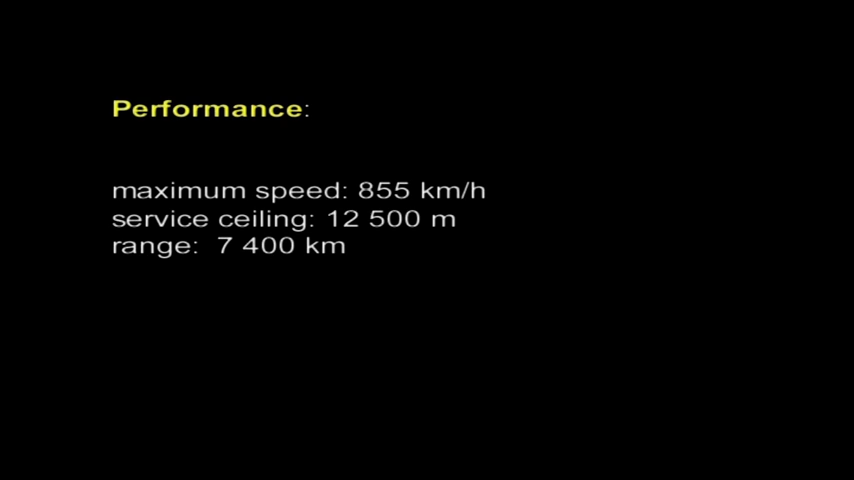 Performance:
maximum speed: 855 km/h
service ceiling: 12 500 m
range:  7 400 km